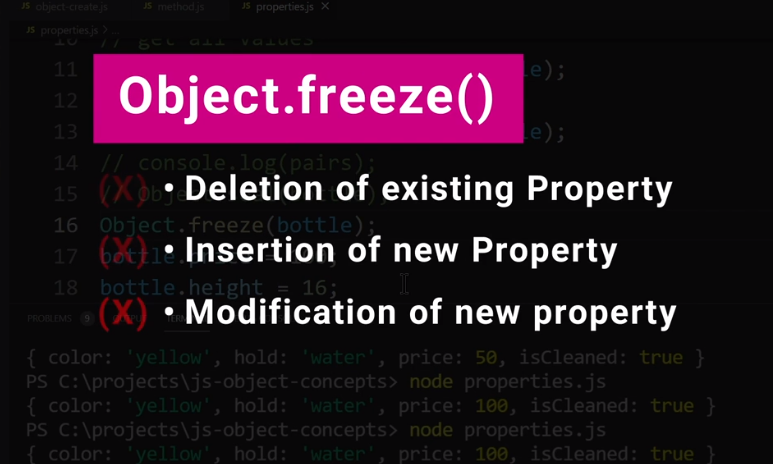 JS object-create.js JS method.js JS properties.js ×
JS properties.js > ...
10 // get all values
11 le);
Object.freeze()
12
13 le);
14 // console.log(pairs);
15
(X) • Deletion of existing Property
16 Object.freeze(bottle);
17
(X) • Insertion of new Property
18 bottle.height = 16;
(X) • Modification of new property
PROBLEMS 9
{ color: 'yellow', hold: 'water', price: 50, isCleaned: true }
PS C:\projects\js-object-concepts> node properties.js
{ color: 'yellow', hold: 'water', price: 100, isCleaned: true }
PS C:\projects\js-object-concepts> node properties.js
{ color: 'yellow', hold: 'water', price: 100, isCleaned: true }